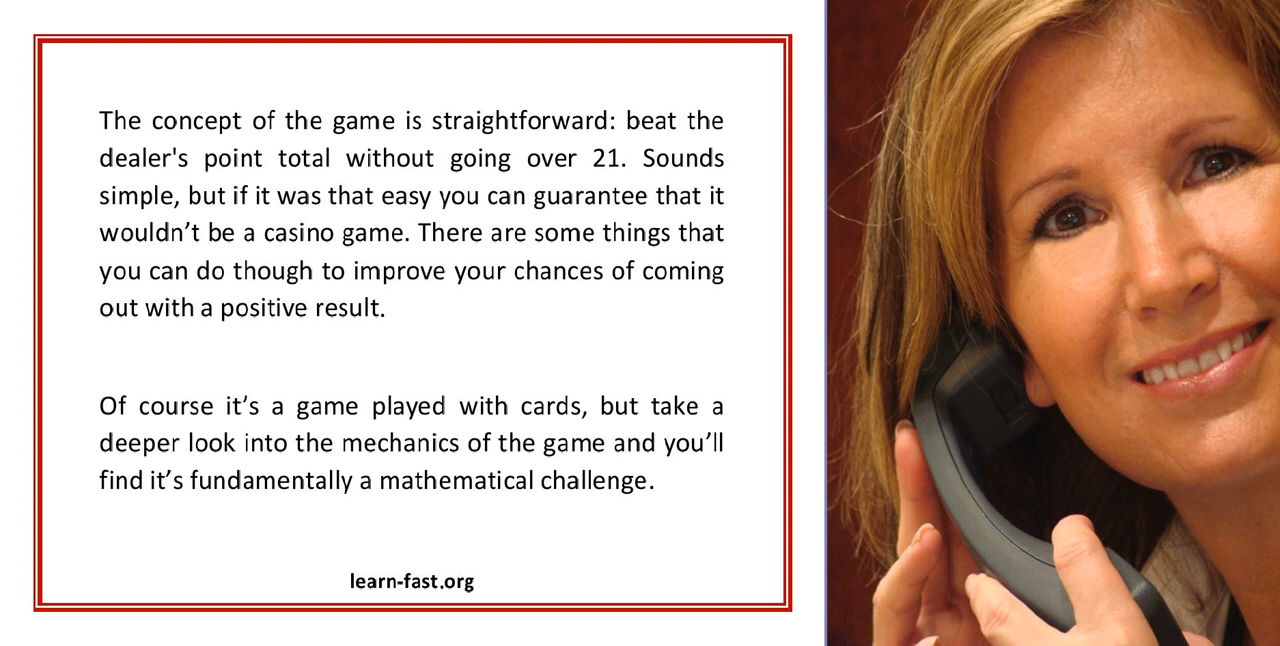 The concept of the game is straightforward: beat the
dealer's point total without going over 21. Sounds
simple, but if it was that easy you can guarantee that it
wouldn’t be a casino game. There are some things that
you can do though to improve your chances of coming
out with a positive result.
Of course it’s a game played with cards, but take a
deeper look into the mechanics of the game and you’ll
find it’s fundamentally a mathematical challenge.
learn-fast.org